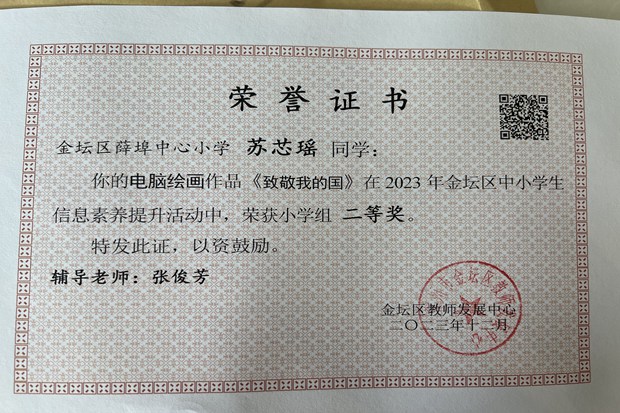 荣誉证书
金坛区薛埠中心小学 苏芯瑶 同学：
你的电脑绘画作品《致敬我的国》在2023年金坛区中小学生
信息素养提升活动中，荣获小学组 二等奖。
特发此证，以资鼓励。
辅导老师：张俊芳
金坛区教师发展中心
二〇二三年十二月